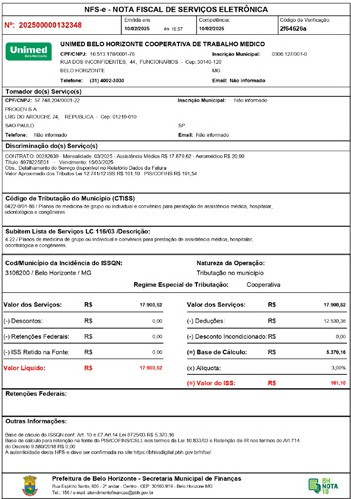 NFS-e - NOTA FISCAL DE SERVIÇOS ELETRÔNICA
Nº: 202500000132348
Emitida em:
10/02/2025 às 16:57
Competência:
10/02/2025
Código de Verificação:
2f64626a
Unimed
Belo Horizonte
UNIMED BELO HORIZONTE COOPERATIVA DE TRABALHO MEDICO
CPF/CNPJ: 16.513.178/0001-76 Inscrição Municipal: 0306.127/001-0
RUA DOS INCONFIDENTES, 44, FUNCIONARIOS - Cep: 30140-120
BELO HORIZONTE MG
Telefone: (31) 4002-3030 Email: Não Informado
Tomador do(s) Serviço(s)
CPF/CNPJ: 57.748.204/0001-22 Inscrição Municipal: Não Informado
PROGEN S A
LRG DO AROUCHE 24, REPUBLICA - Cep: 01219-010
SAO PAULO SP
Telefone: Não informado Email: Não informado
Discriminação do(s) Serviço(s)
CONTRATO: 00282639 - Mensalidade: 03/2025 - Assistência Médica R$ 17.879,62 - Aeromédico R$ 20,90
Vencimento: 15/03/2025
Obs.: Detalhamento do Serviço disponível no Relatório Dados da Fatura
Valor Aproximado dos Tributos Lei 12.741/12 ISS R$ 161,10 PIS/COFINS R$ 191,54
Código de Tributação do Município (CTISS)
0422-0/01-88 / Planos de medicina de grupo ou individual e convênios para prestação de assistência médica, hospitalar,
odontológica e congêneres.
Subitem Lista de Serviços LC 116/03 /Descrição:
4.22 / Planos de medicina de grupo ou individual e convênios para prestação de assistência médica, hospitalar,
odontológica e congêneres.
Cod/Município da Incidência do ISSQN:
3106200 / Belo Horizonte / MG
Natureza da Operação:
Tributação no município
Regime Especial de Tributação: Cooperativa
Valor dos Serviços: R$ 17.900,52
(-) Descontos: R$ 0,00
(-) Retenções Federais: R$ 0,00
(-) ISS Retido na Fonte: R$ 0,00
Valor Líquido: R$ 17.900,52
Valor dos Serviços: R$ 17.900,52
(-) Deduções: R$ 12.530,36
(-) Desconto Incondicionado: R$ 0,00
(=) Base de Cálculo: R$ 5.370,16
(x) Alíquota: 3,00%
(=) Valor do ISS: R$ 161,10
Retenções Federais:
Outras Informações:
Base de cálculo do ISSQN conf. Art. 10 e 27 Lei 8725/03 R$ 5.370,16
Base de cálculo para retenção na fonte do PIS/COFINS/CSLL nos termos da Lei 10.833/03 e Retenção do IR nos termos do Art.714
do Decreto 9.580/2018 R$ 0,00
A autenticidade desta NFS-e deve ser confirmada no site https://bhissdigital.pbh.gov.br/nfse/
Prefeitura de Belo Horizonte - Secretaria Municipal de Finanças
Rua Espírito Santo, 605 - 2º andar - Centro - CEP: 30160-919 - Belo Horizonte MG
Tel.: 156 / e-mail: atendimentofinancas@pbh.gov.br
BH
NOTA
10